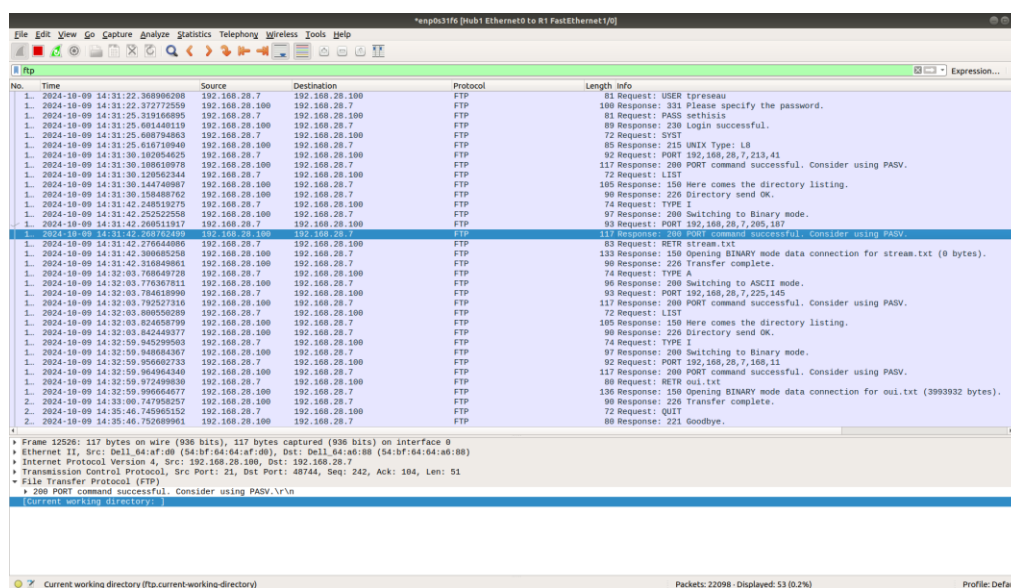 *enp0s31f6 [Hub1 Ethernet0 to R1 FastEthernet1/0]
File Edit View Go Capture Analyze Statistics Telephony Wireless Tools Help
ftp Expression...
No. Time Source Destination Protocol Length Info
1... 2024-10-09 14:31:22.368906208 192.168.28.7 192.168.28.100 FTP 81 Request: USER tpreseau
1... 2024-10-09 14:31:22.372772559 192.168.28.100 192.168.28.7 FTP 100 Response: 331 Please specify the password.
1... 2024-10-09 14:31:25.319166895 192.168.28.7 192.168.28.100 FTP 81 Request: PASS sethisis
1... 2024-10-09 14:31:25.601440119 192.168.28.100 192.168.28.7 FTP 89 Response: 230 Login successful.
1... 2024-10-09 14:31:25.608794863 192.168.28.7 192.168.28.100 FTP 72 Request: SYST
1... 2024-10-09 14:31:25.616710940 192.168.28.100 192.168.28.7 FTP 85 Response: 215 UNIX Type: L8
1... 2024-10-09 14:31:30.102054625 192.168.28.7 192.168.28.100 FTP 92 Request: PORT 192,168,28,7,213,41
1... 2024-10-09 14:31:30.108610978 192.168.28.100 192.168.28.7 FTP 117 Response: 200 PORT command successful. Consider using PASV.
1... 2024-10-09 14:31:30.120562344 192.168.28.7 192.168.28.100 FTP 72 Request: LIST
1... 2024-10-09 14:31:30.144740987 192.168.28.100 192.168.28.7 FTP 105 Response: 150 Here comes the directory listing.
1... 2024-10-09 14:31:30.158488762 192.168.28.100 192.168.28.7 FTP 90 Response: 226 Directory send OK.
1... 2024-10-09 14:31:42.248519275 192.168.28.7 192.168.28.100 FTP 74 Request: TYPE I
1... 2024-10-09 14:31:42.252522558 192.168.28.100 192.168.28.7 FTP 97 Response: 200 Switching to Binary mode.
1... 2024-10-09 14:31:42.260511917 192.168.28.7 192.168.28.100 FTP 93 Request: PORT 192,168,28,7,205,187
1... 2024-10-09 14:31:42.268762499 192.168.28.100 192.168.28.7 FTP 117 Response: 200 PORT command successful. Consider using PASV.
1... 2024-10-09 14:31:42.276644086 192.168.28.7 192.168.28.100 FTP 83 Request: RETR stream.txt
1... 2024-10-09 14:31:42.300685258 192.168.28.100 192.168.28.7 FTP 133 Response: 150 Opening BINARY mode data connection for stream.txt (0 bytes).
1... 2024-10-09 14:31:42.316849861 192.168.28.100 192.168.28.7 FTP 90 Response: 226 Transfer complete.
1... 2024-10-09 14:32:03.768649728 192.168.28.7 192.168.28.100 FTP 74 Request: TYPE A
1... 2024-10-09 14:32:03.776367811 192.168.28.100 192.168.28.7 FTP 96 Response: 200 Switching to ASCII mode.
1... 2024-10-09 14:32:03.784618990 192.168.28.7 192.168.28.100 FTP 93 Request: PORT 192,168,28,7,225,145
1... 2024-10-09 14:32:03.792527316 192.168.28.100 192.168.28.7 FTP 117 Response: 200 PORT command successful. Consider using PASV.
1... 2024-10-09 14:32:03.800550289 192.168.28.7 192.168.28.100 FTP 72 Request: LIST
1... 2024-10-09 14:32:03.824658799 192.168.28.100 192.168.28.7 FTP 105 Response: 150 Here comes the directory listing.
1... 2024-10-09 14:32:03.842449377 192.168.28.100 192.168.28.7 FTP 90 Response: 226 Directory send OK.
1... 2024-10-09 14:32:59.945299503 192.168.28.7 192.168.28.100 FTP 74 Request: TYPE I
1... 2024-10-09 14:32:59.948684367 192.168.28.100 192.168.28.7 FTP 97 Response: 200 Switching to Binary mode.
1... 2024-10-09 14:32:59.956602733 192.168.28.7 192.168.28.100 FTP 92 Request: PORT 192,168,28,7,168,11
1... 2024-10-09 14:32:59.964964340 192.168.28.100 192.168.28.7 FTP 117 Response: 200 PORT command successful. Consider using PASV.
1... 2024-10-09 14:32:59.972499830 192.168.28.7 192.168.28.100 FTP 80 Request: RETR oui.txt
1... 2024-10-09 14:32:59.996664677 192.168.28.100 192.168.28.7 FTP 136 Response: 150 Opening BINARY mode data connection for oui.txt (3993932 bytes).
2... 2024-10-09 14:33:00.747958257 192.168.28.100 192.168.28.7 FTP 90 Response: 226 Transfer complete.
2... 2024-10-09 14:35:46.745965152 192.168.28.7 192.168.28.100 FTP 72 Request: QUIT
2... 2024-10-09 14:35:46.752689961 192.168.28.100 192.168.28.7 FTP 80 Response: 221 Goodbye.
Frame 12526: 117 bytes on wire (936 bits), 117 bytes captured (936 bits) on interface 0
Ethernet II, Src: Dell_64:af:d0 (54:bf:64:64:af:d0), Dst: Dell_64:a6:88 (54:bf:64:64:a6:88)
Internet Protocol Version 4, Src: 192.168.28.100, Dst: 192.168.28.7
Transmission Control Protocol, Src Port: 21, Dst Port: 48744, Seq: 242, Ack: 104, Len: 51
File Transfer Protocol (FTP)
200 PORT command successful. Consider using PASV.\r\n
[Current working directory: ]
Current working directory (ftp.current-working-directory) Packets: 22098 · Displayed: 53 (0.2%) Profile: Defau